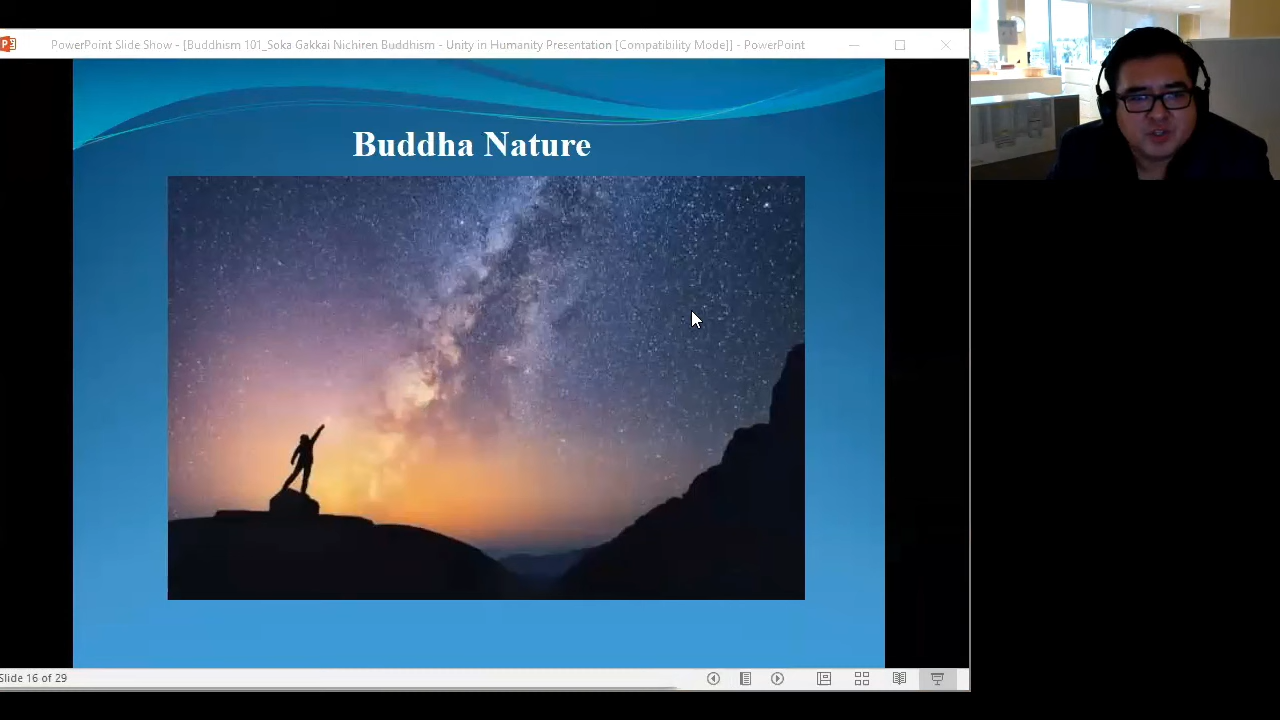 PowerPoint Slide Show - [Buddhism 101_Soka Gakkai Nichiren Buddhism - Unity in Humanity Presentation [Compatibility Mode]] - PowerPoint
Buddha Nature
Slide 16 of 29